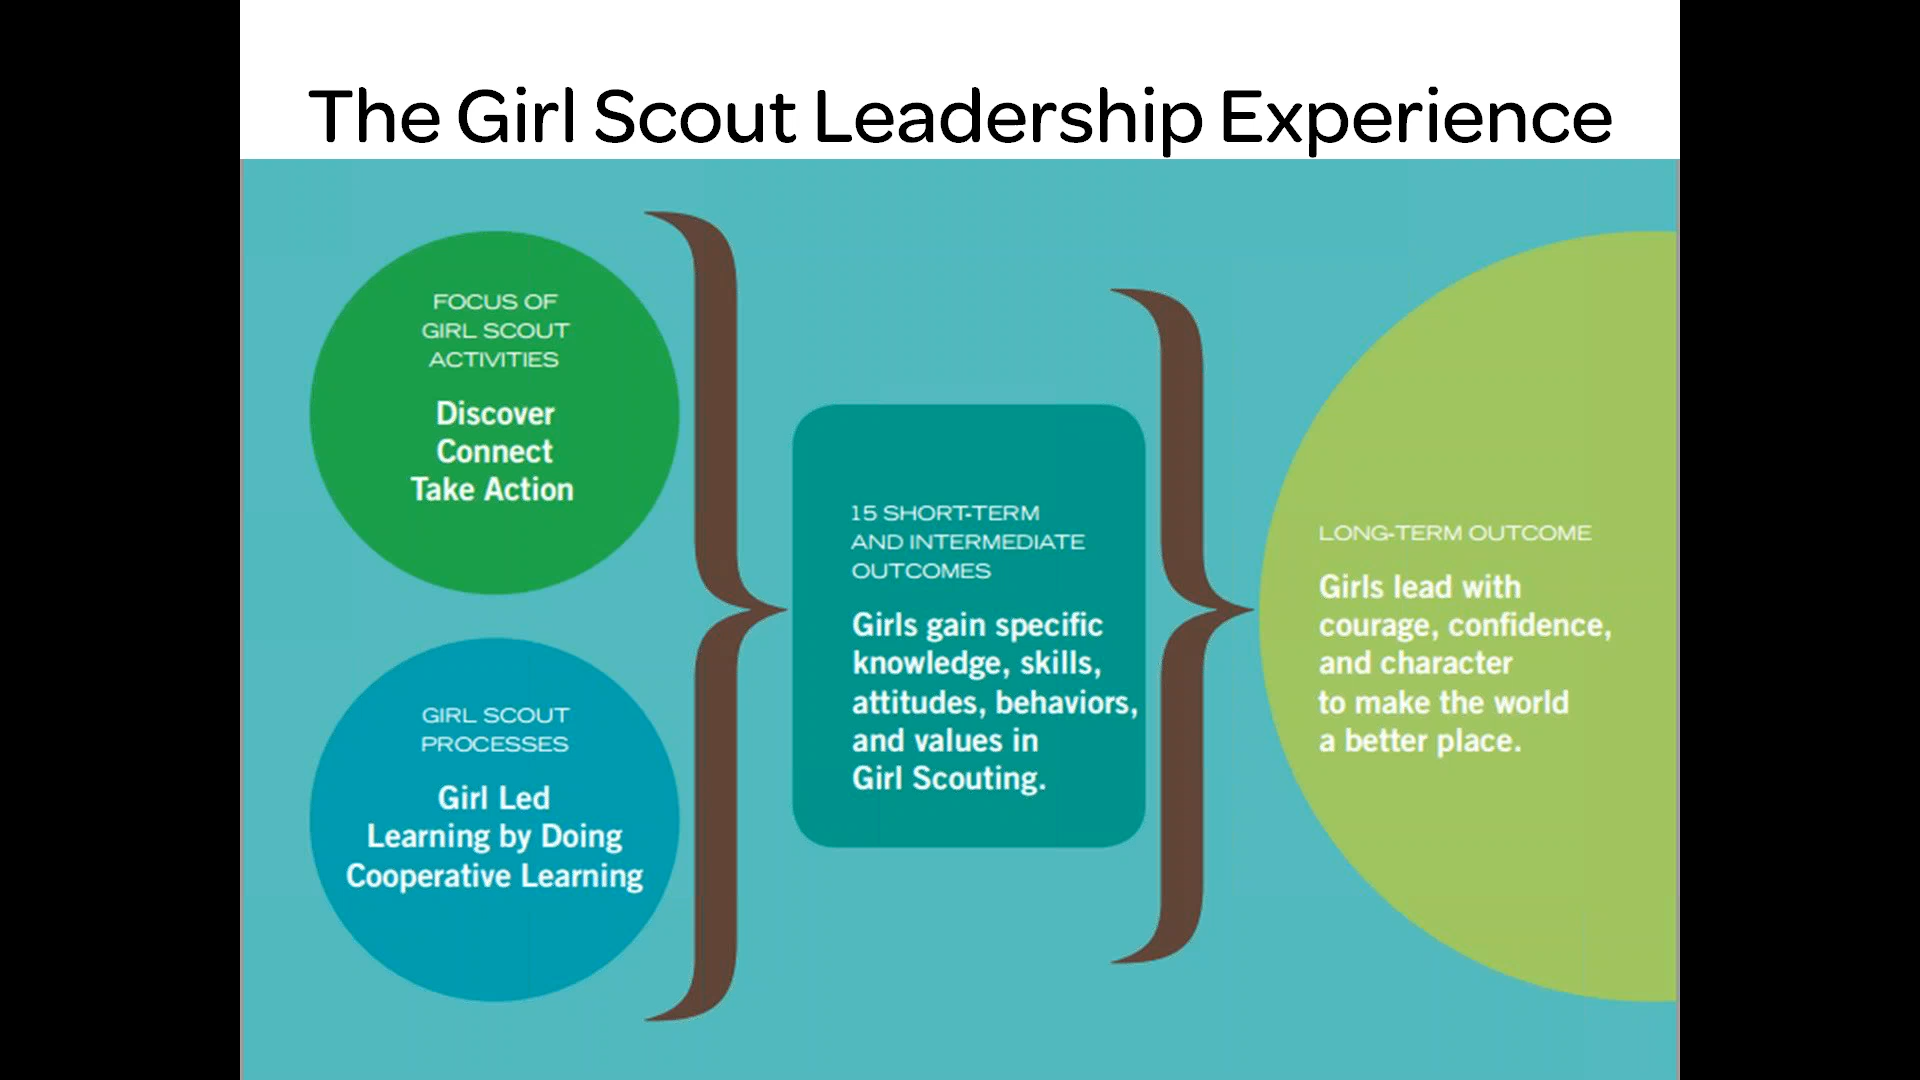 The Girl Scout Leadership Experience
FOCUS OF
GIRL SCOUT
ACTIVITIES
Discover
Connect
Take Action
GIRL SCOUT
PROCESSES
Girl Led
Learning by Doing
Cooperative Learning
15 SHORT-TERM
AND INTERMEDIATE
OUTCOMES
Girls gain specific
knowledge, skills,
attitudes, behaviors,
and values in
Girl Scouting.
LONG-TERM OUTCOME
Girls lead with
courage, confidence,
and character
to make the world
a better place.